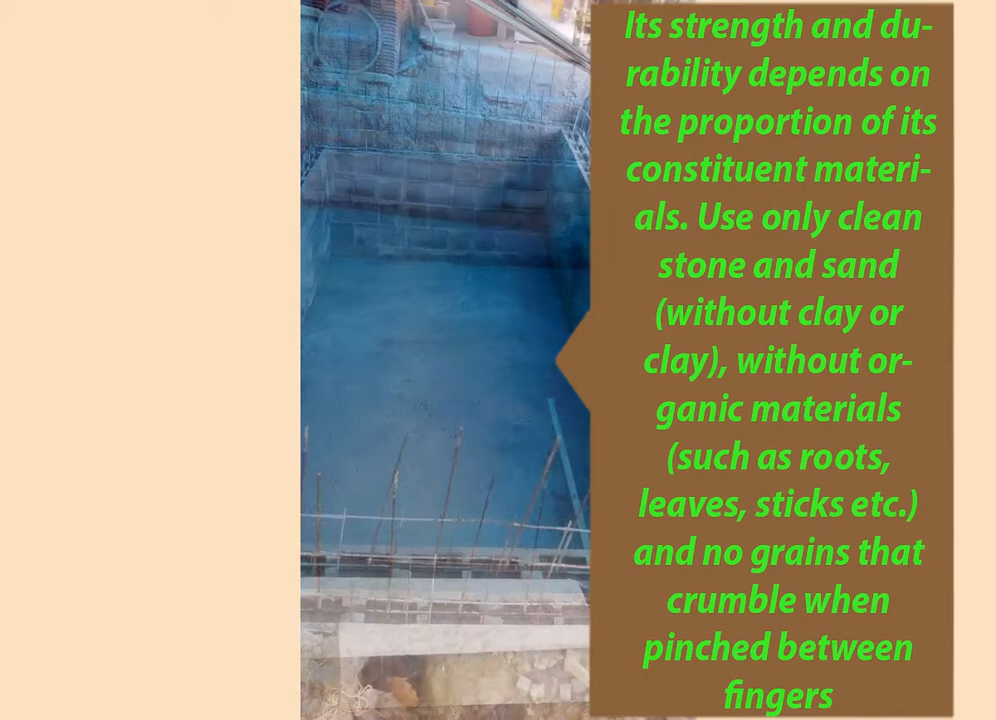 Its strength and du-
rability depends on
the proportion of its
constituent materi-
als. Use only clean
stone and sand
(without clay or
clay), without or-
ganic materials
(such as roots,
leaves, sticks etc.)
and no grains that
crumble when
pinched between
fingers